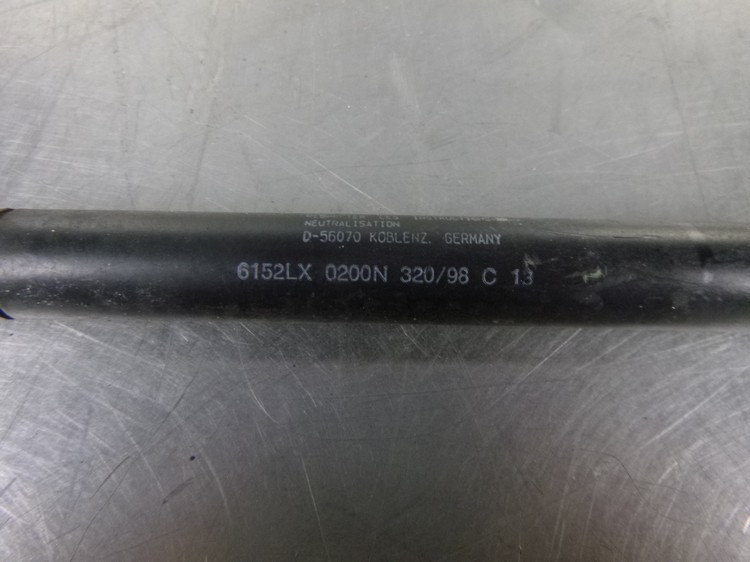 NEUTRALISATION
D-56070 KOBLENZ. GERMANY
6152LX 0200N 320/98 C 13